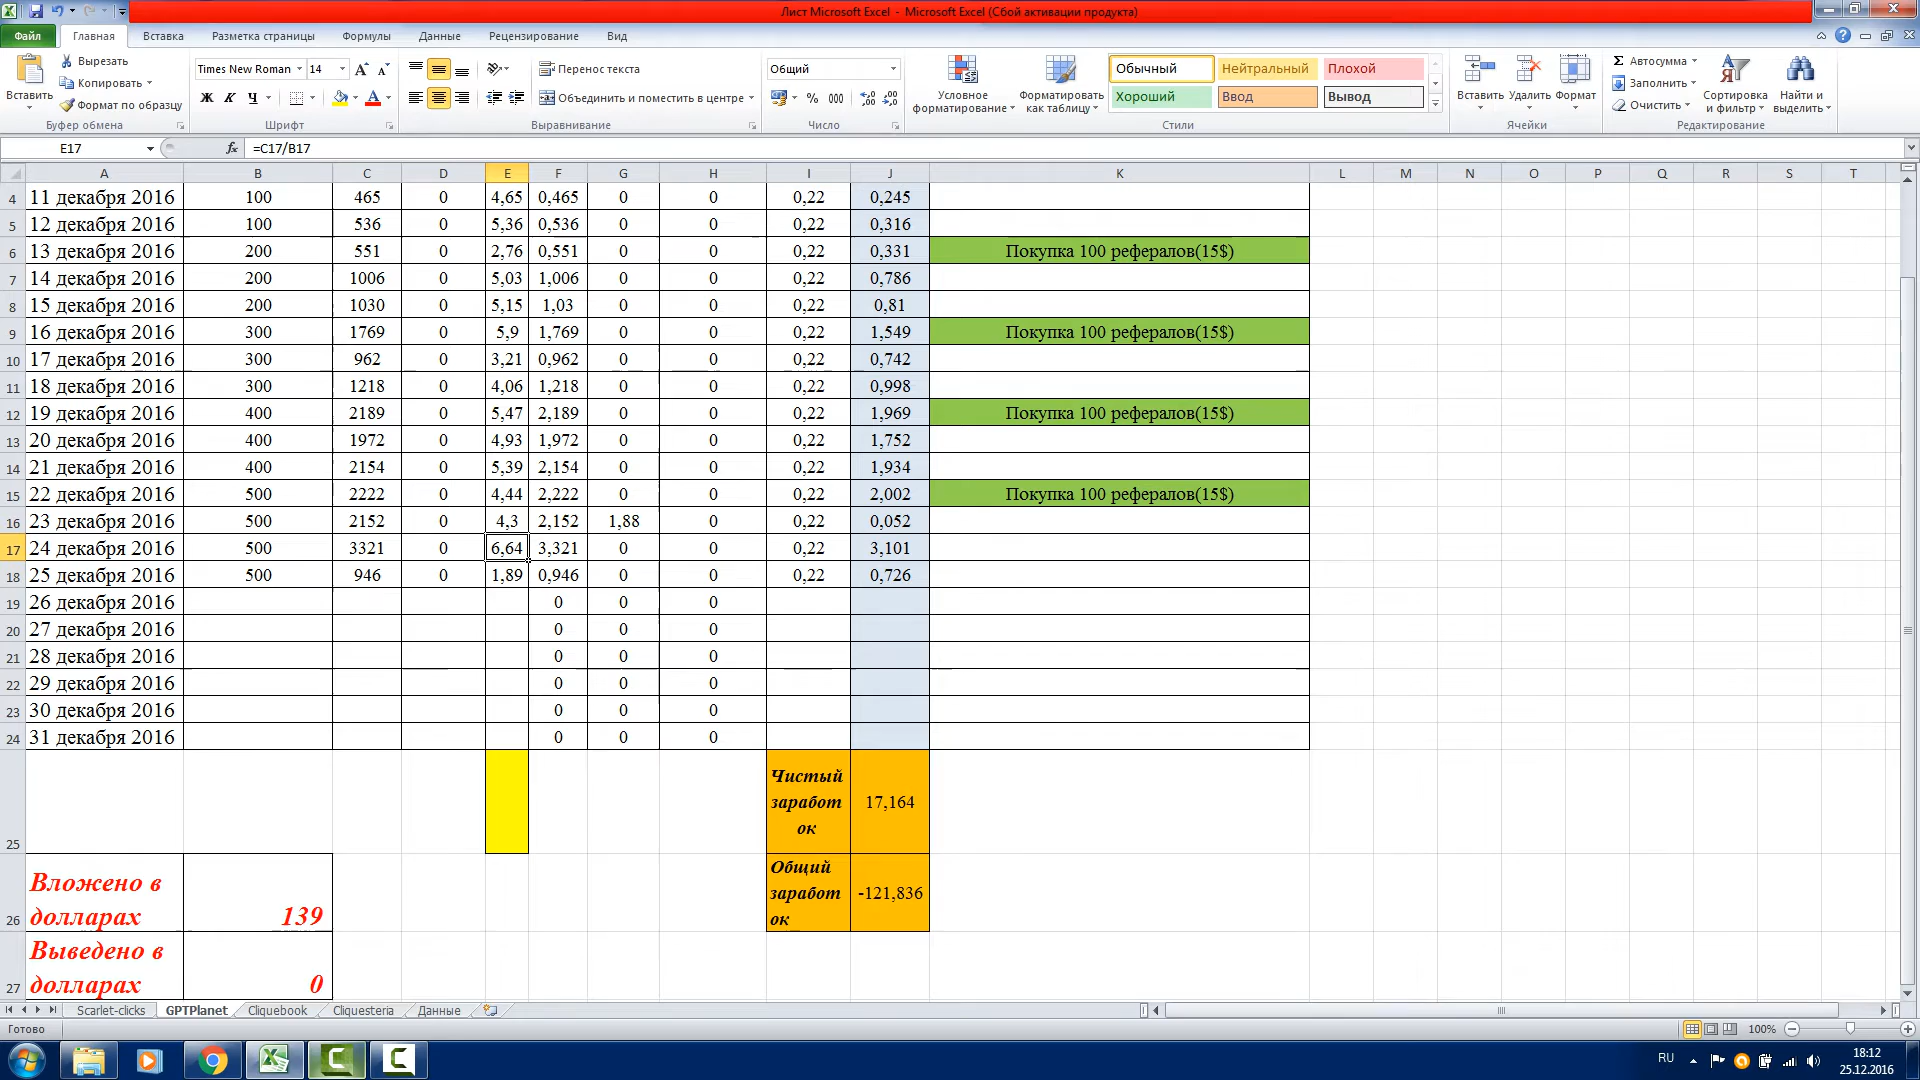 Лист Microsoft Excel - Microsoft Excel (Сбой активации продукта)
Файл Главная Вставка Разметка страницы Формулы Данные Рецензирование Вид
Вставить Вырезать Копировать Формат по образцу Буфер обмена
Times New Roman 14 Ж К Ч А Шрифт
Перенос текста Объединить и поместить в центре Выравнивание
Общий % 000 Число
Условное форматирование Форматировать как таблицу
Обычный Нейтральный Плохой
Хороший Ввод Вывод
Стили
Вставить Удалить Формат Ячейки
Σ Автосумма Заполнить Очистить Сортировка и фильтр Найти и выделить Редактирование
E17 fx =C17/B17
A B C D E F G H I J K L M N O P Q R S T
4 11 декабря 2016 100 465 0 4,65 0,465 0 0 0,22 0,245
5 12 декабря 2016 100 536 0 5,36 0,536 0 0 0,22 0,316
6 13 декабря 2016 200 551 0 2,76 0,551 0 0 0,22 0,331 Покупка 100 рефералов(15$)
7 14 декабря 2016 200 1006 0 5,03 1,006 0 0 0,22 0,786
8 15 декабря 2016 200 1030 0 5,15 1,03 0 0 0,22 0,81
9 16 декабря 2016 300 1769 0 5,9 1,769 0 0 0,22 1,549 Покупка 100 рефералов(15$)
10 17 декабря 2016 300 962 0 3,21 0,962 0 0 0,22 0,742
11 18 декабря 2016 300 1218 0 4,06 1,218 0 0 0,22 0,998
12 19 декабря 2016 400 2189 0 5,47 2,189 0 0 0,22 1,969 Покупка 100 рефералов(15$)
13 20 декабря 2016 400 1972 0 4,93 1,972 0 0 0,22 1,752
14 21 декабря 2016 400 2154 0 5,39 2,154 0 0 0,22 1,934
15 22 декабря 2016 500 2222 0 4,44 2,222 0 0 0,22 2,002 Покупка 100 рефералов(15$)
16 23 декабря 2016 500 2152 0 4,3 2,152 1,88 0 0,22 0,052
17 24 декабря 2016 500 3321 0 6,64 3,321 0 0 0,22 3,101
18 25 декабря 2016 500 946 0 1,89 0,946 0 0 0,22 0,726
19 26 декабря 2016 0 0 0
20 27 декабря 2016 0 0 0
21 28 декабря 2016 0 0 0
22 29 декабря 2016 0 0 0
23 30 декабря 2016 0 0 0
24 31 декабря 2016 0 0 0
Чистый
заработ 17,164
ок
25
Общий
Вложено в заработ -121,836
26 долларах 139 ок
Выведено в
27 долларах 0
Scarlet-clicks GPTPlanet Cliquebook Cliquesteria Данные
Готово 100%
RU 18:12
25.12.2016